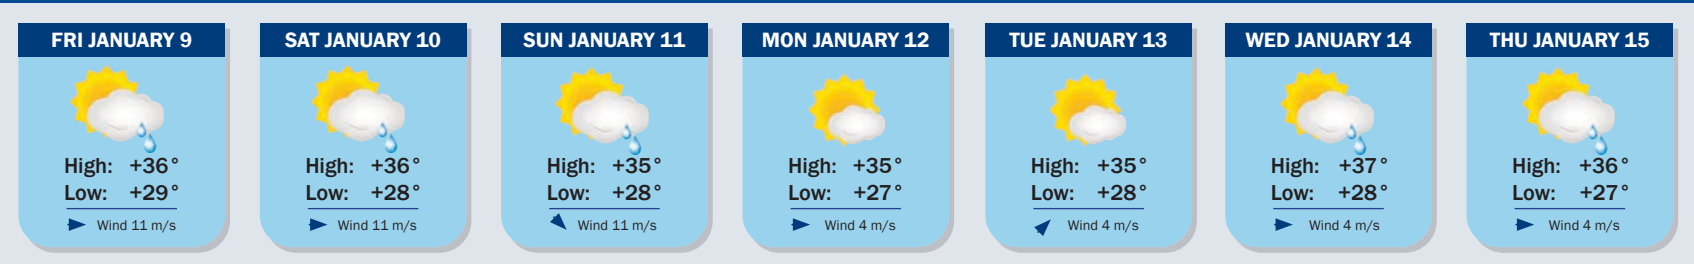 FRI JANUARY 9
High: +36°
Low: +29°
Wind 11 m/s
SAT JANUARY 10
High: +36°
Low: +28°
Wind 11 m/s
SUN JANUARY 11
High: +35°
Low: +28°
Wind 11 m/s
MON JANUARY 12
High: +35°
Low: +27°
Wind 4 m/s
TUE JANUARY 13
High: +35°
Low: +28°
Wind 4 m/s
WED JANUARY 14
High: +37°
Low: +28°
Wind 4 m/s
THU JANUARY 15
High: +36°
Low: +27°
Wind 4 m/s